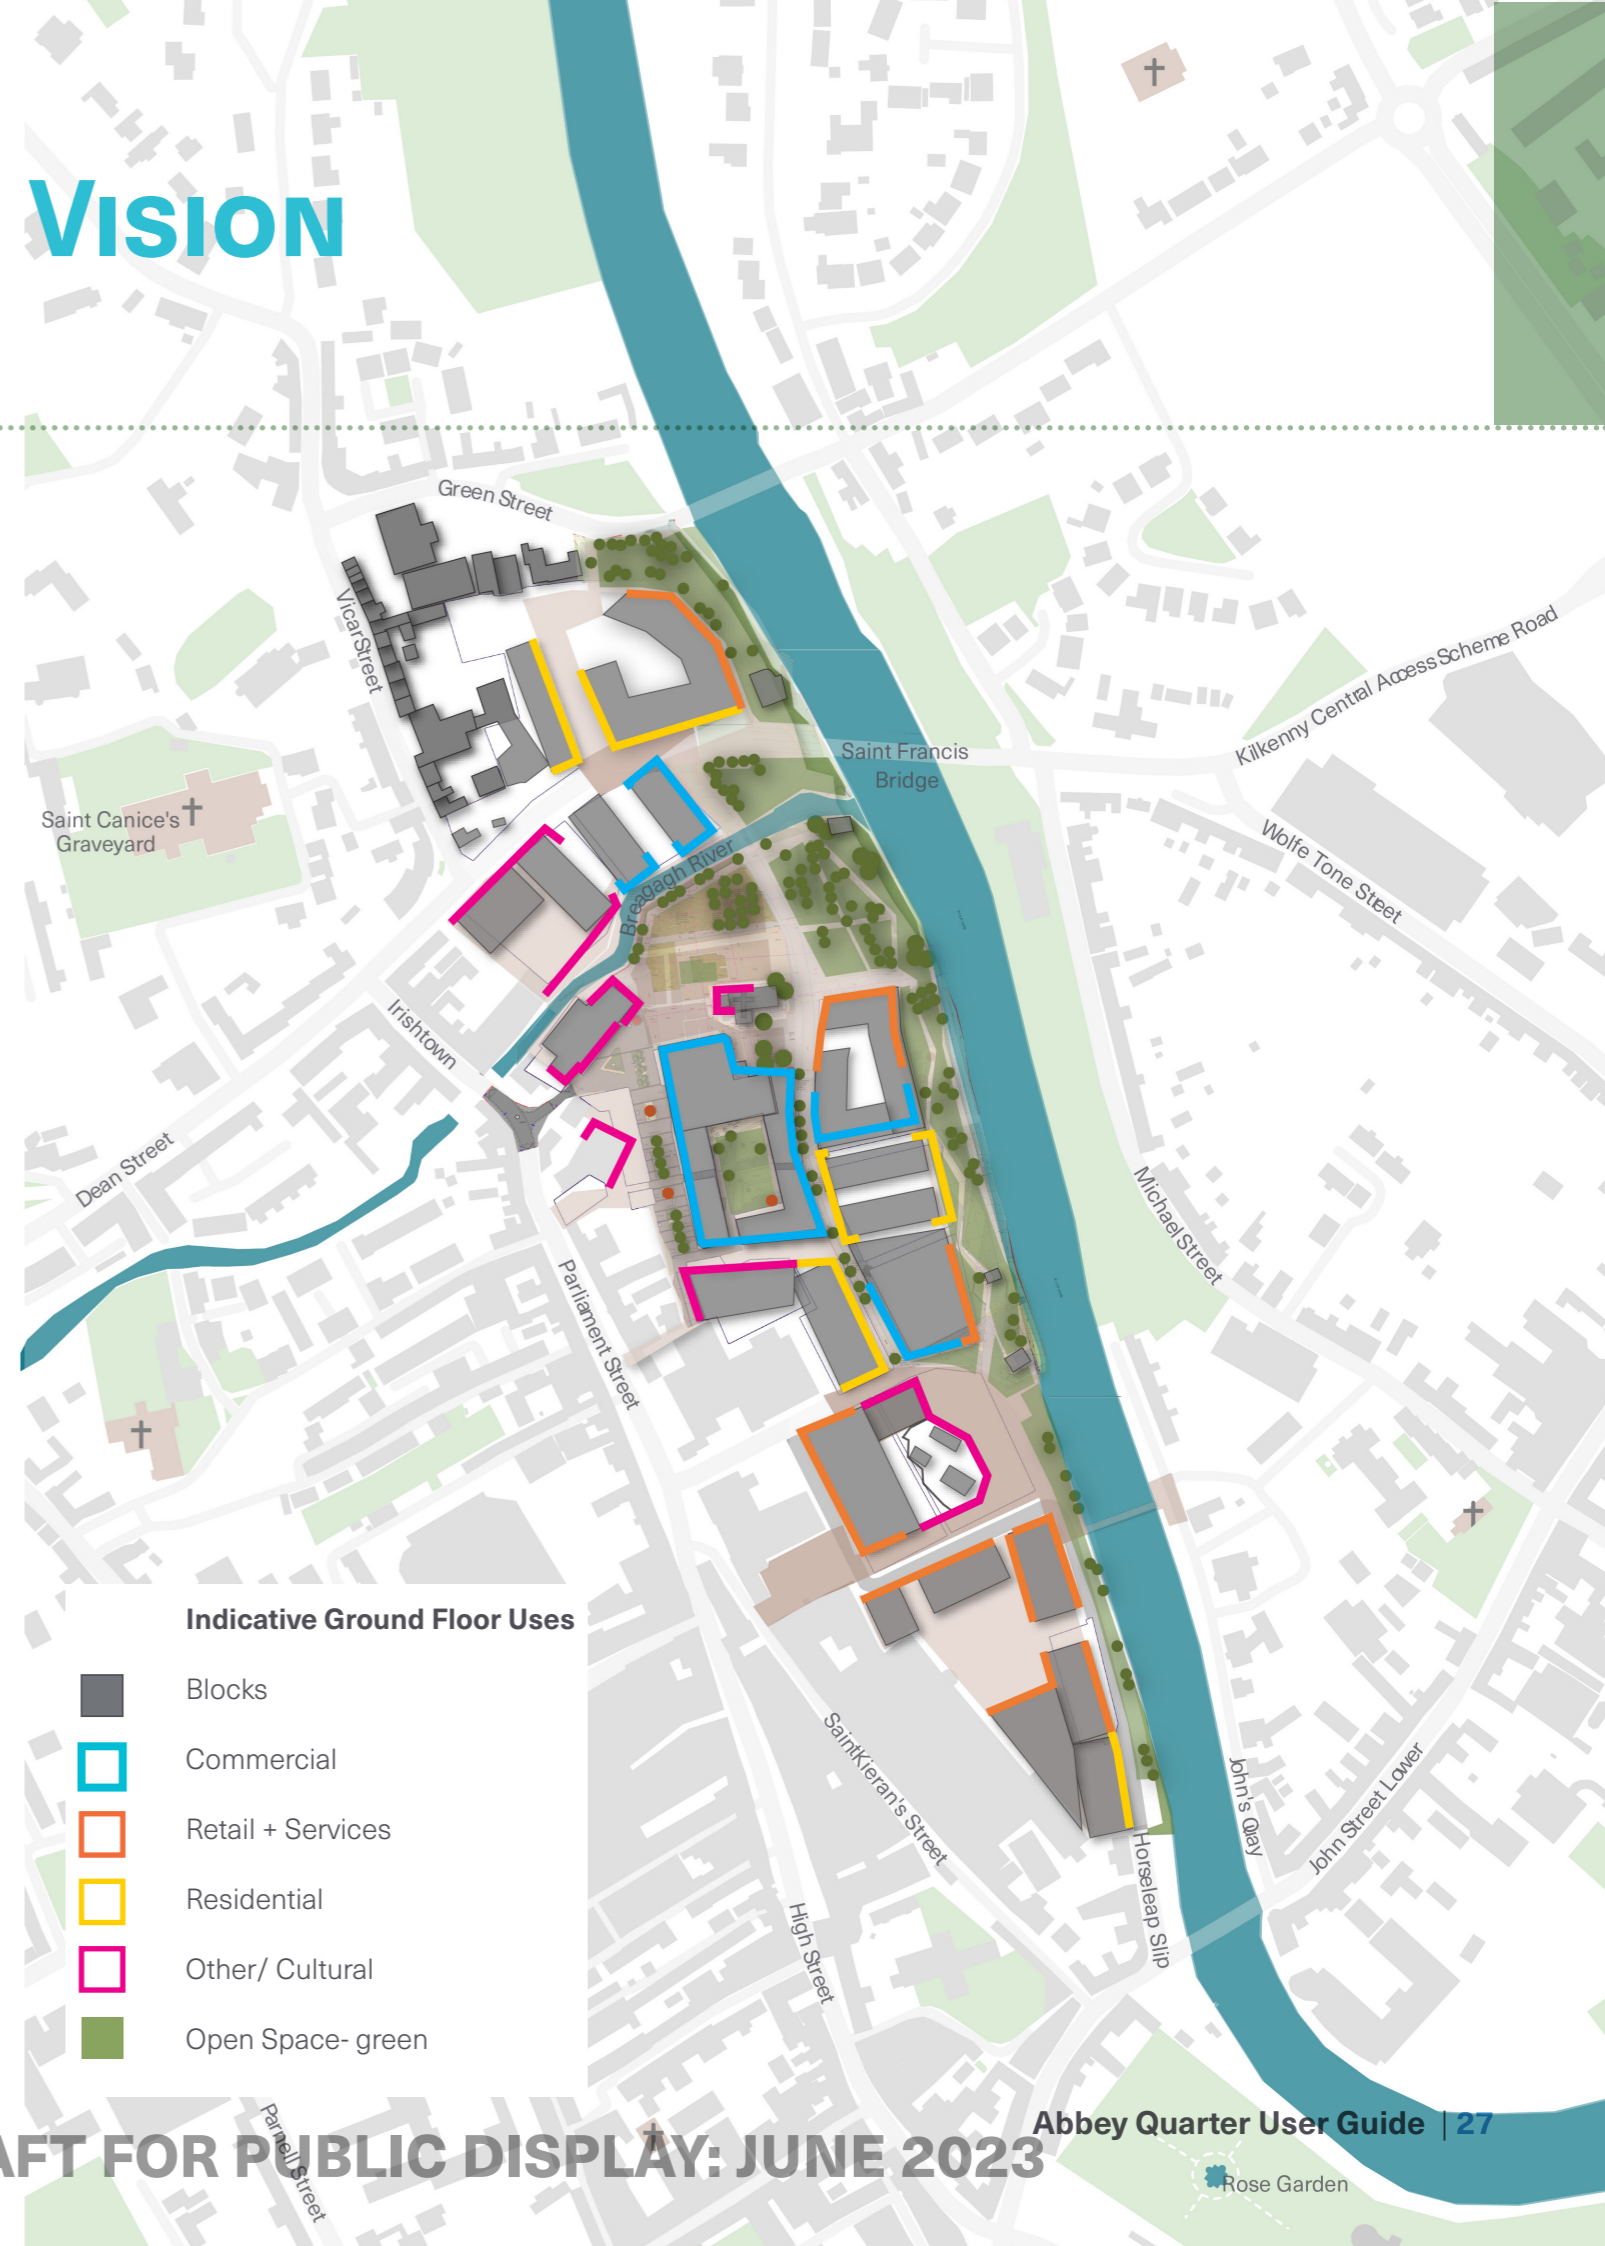 VISION
Green Street
Vicar Street
Saint Francis
Bridge
Kilkenny Central Access Scheme Road
Saint Canice's
Graveyard
Wolfe Tone Street
Breagagh River
Irishtown
Dean Street
Michael Street
Parliament Street
Indicative Ground Floor Uses
Blocks
Commercial
Retail + Services
Residential
Other/ Cultural
Open Space- green
Saint Kieran's Street
John's Quay
John Street Lower
Horseleap Slip
High Street
Parnell Street
Abbey Quarter User Guide | 27
AFT FOR PUBLIC DISPLAY: JUNE 2023
Rose Garden